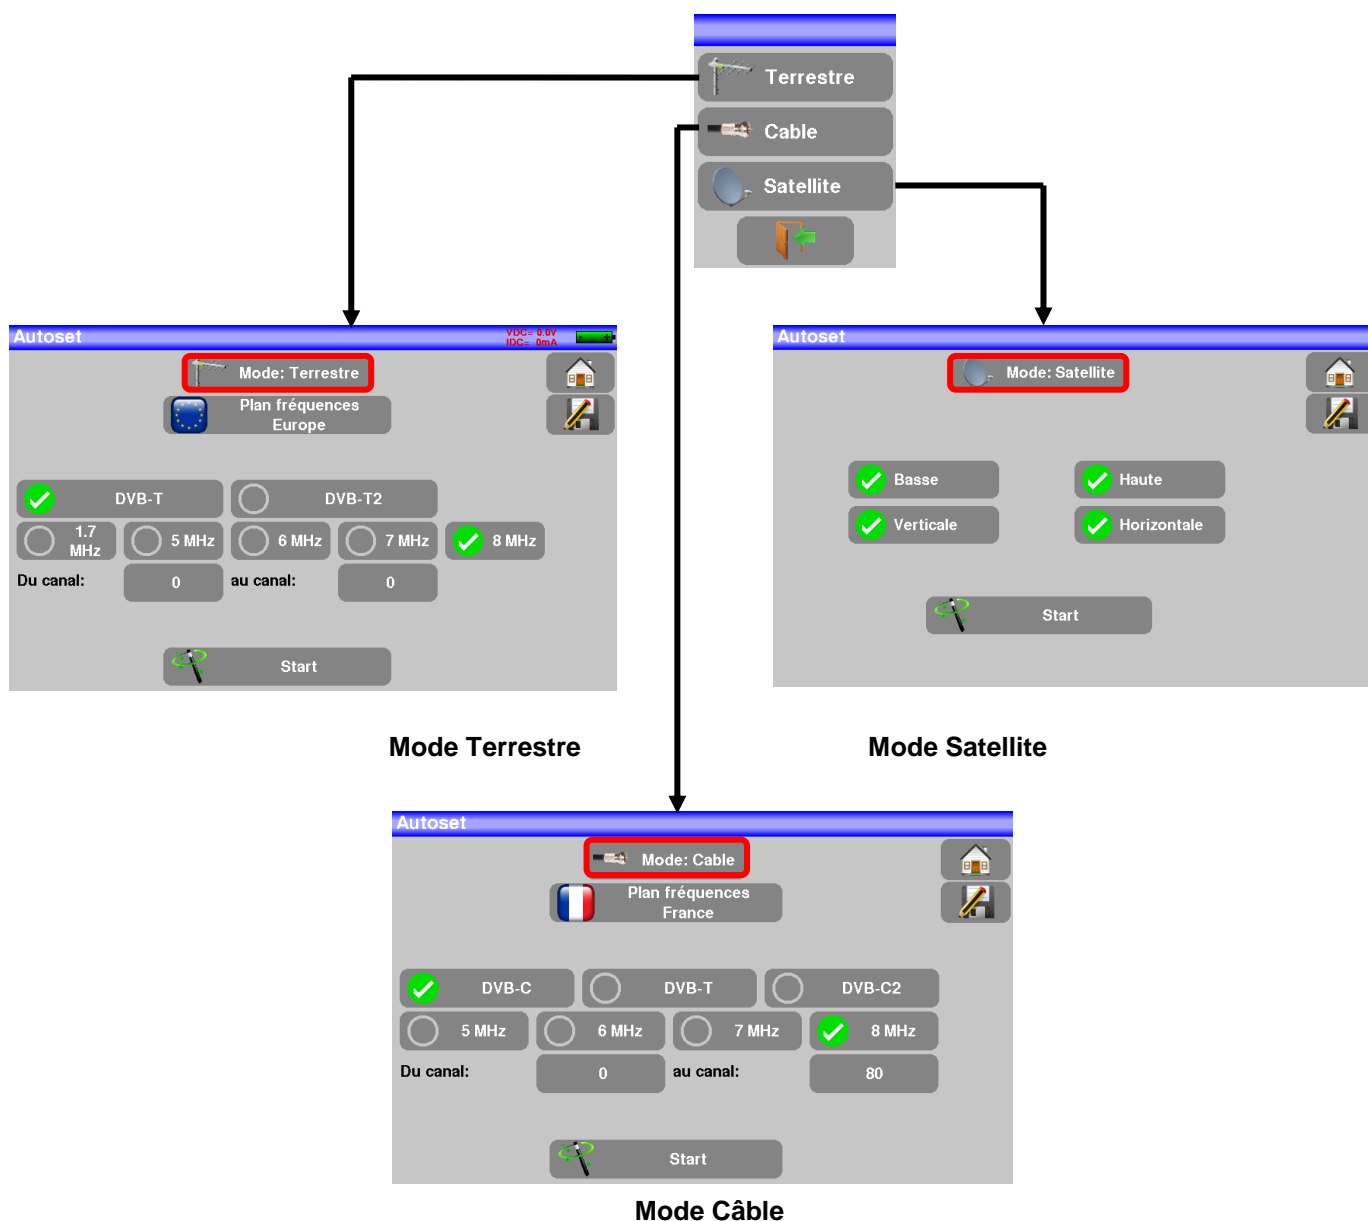 Terrestre
Cable
Satellite
Autoset
VDC= 0.0V
IDC= 0mA
Mode: Terrestre
Plan fréquences
Europe
DVB-T
DVB-T2
1.7
MHz
5 MHz
6 MHz
7 MHz
8 MHz
Du canal:
0
au canal:
0
Start
Mode Terrestre
Autoset
Mode: Satellite
Basse
Haute
Verticale
Horizontale
Start
Mode Satellite
Autoset
Mode: Cable
Plan fréquences
France
DVB-C
DVB-T
DVB-C2
5 MHz
6 MHz
7 MHz
8 MHz
Du canal:
0
au canal:
80
Start
Mode Câble